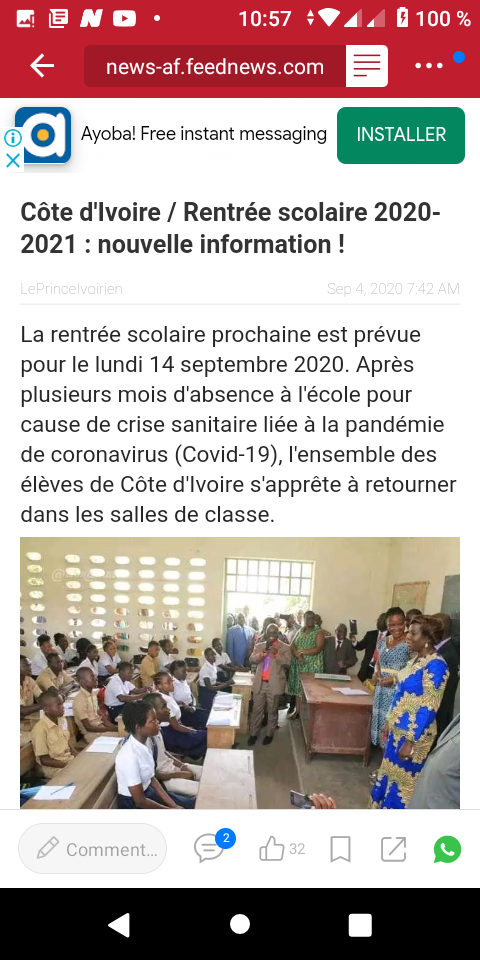 10:57
100 %
news-af.feednews.com
Ayoba! Free instant messaging
INSTALLER
Côte d'Ivoire / Rentrée scolaire 2020-
2021 : nouvelle information !
LePrinceIvoirien
Sep 4, 2020 7:42 AM
La rentrée scolaire prochaine est prévue
pour le lundi 14 septembre 2020. Après
plusieurs mois d'absence à l'école pour
cause de crise sanitaire liée à la pandémie
de coronavirus (Covid-19), l'ensemble des
élèves de Côte d'Ivoire s'apprête à retourner
dans les salles de classe.
Comment...
2
32